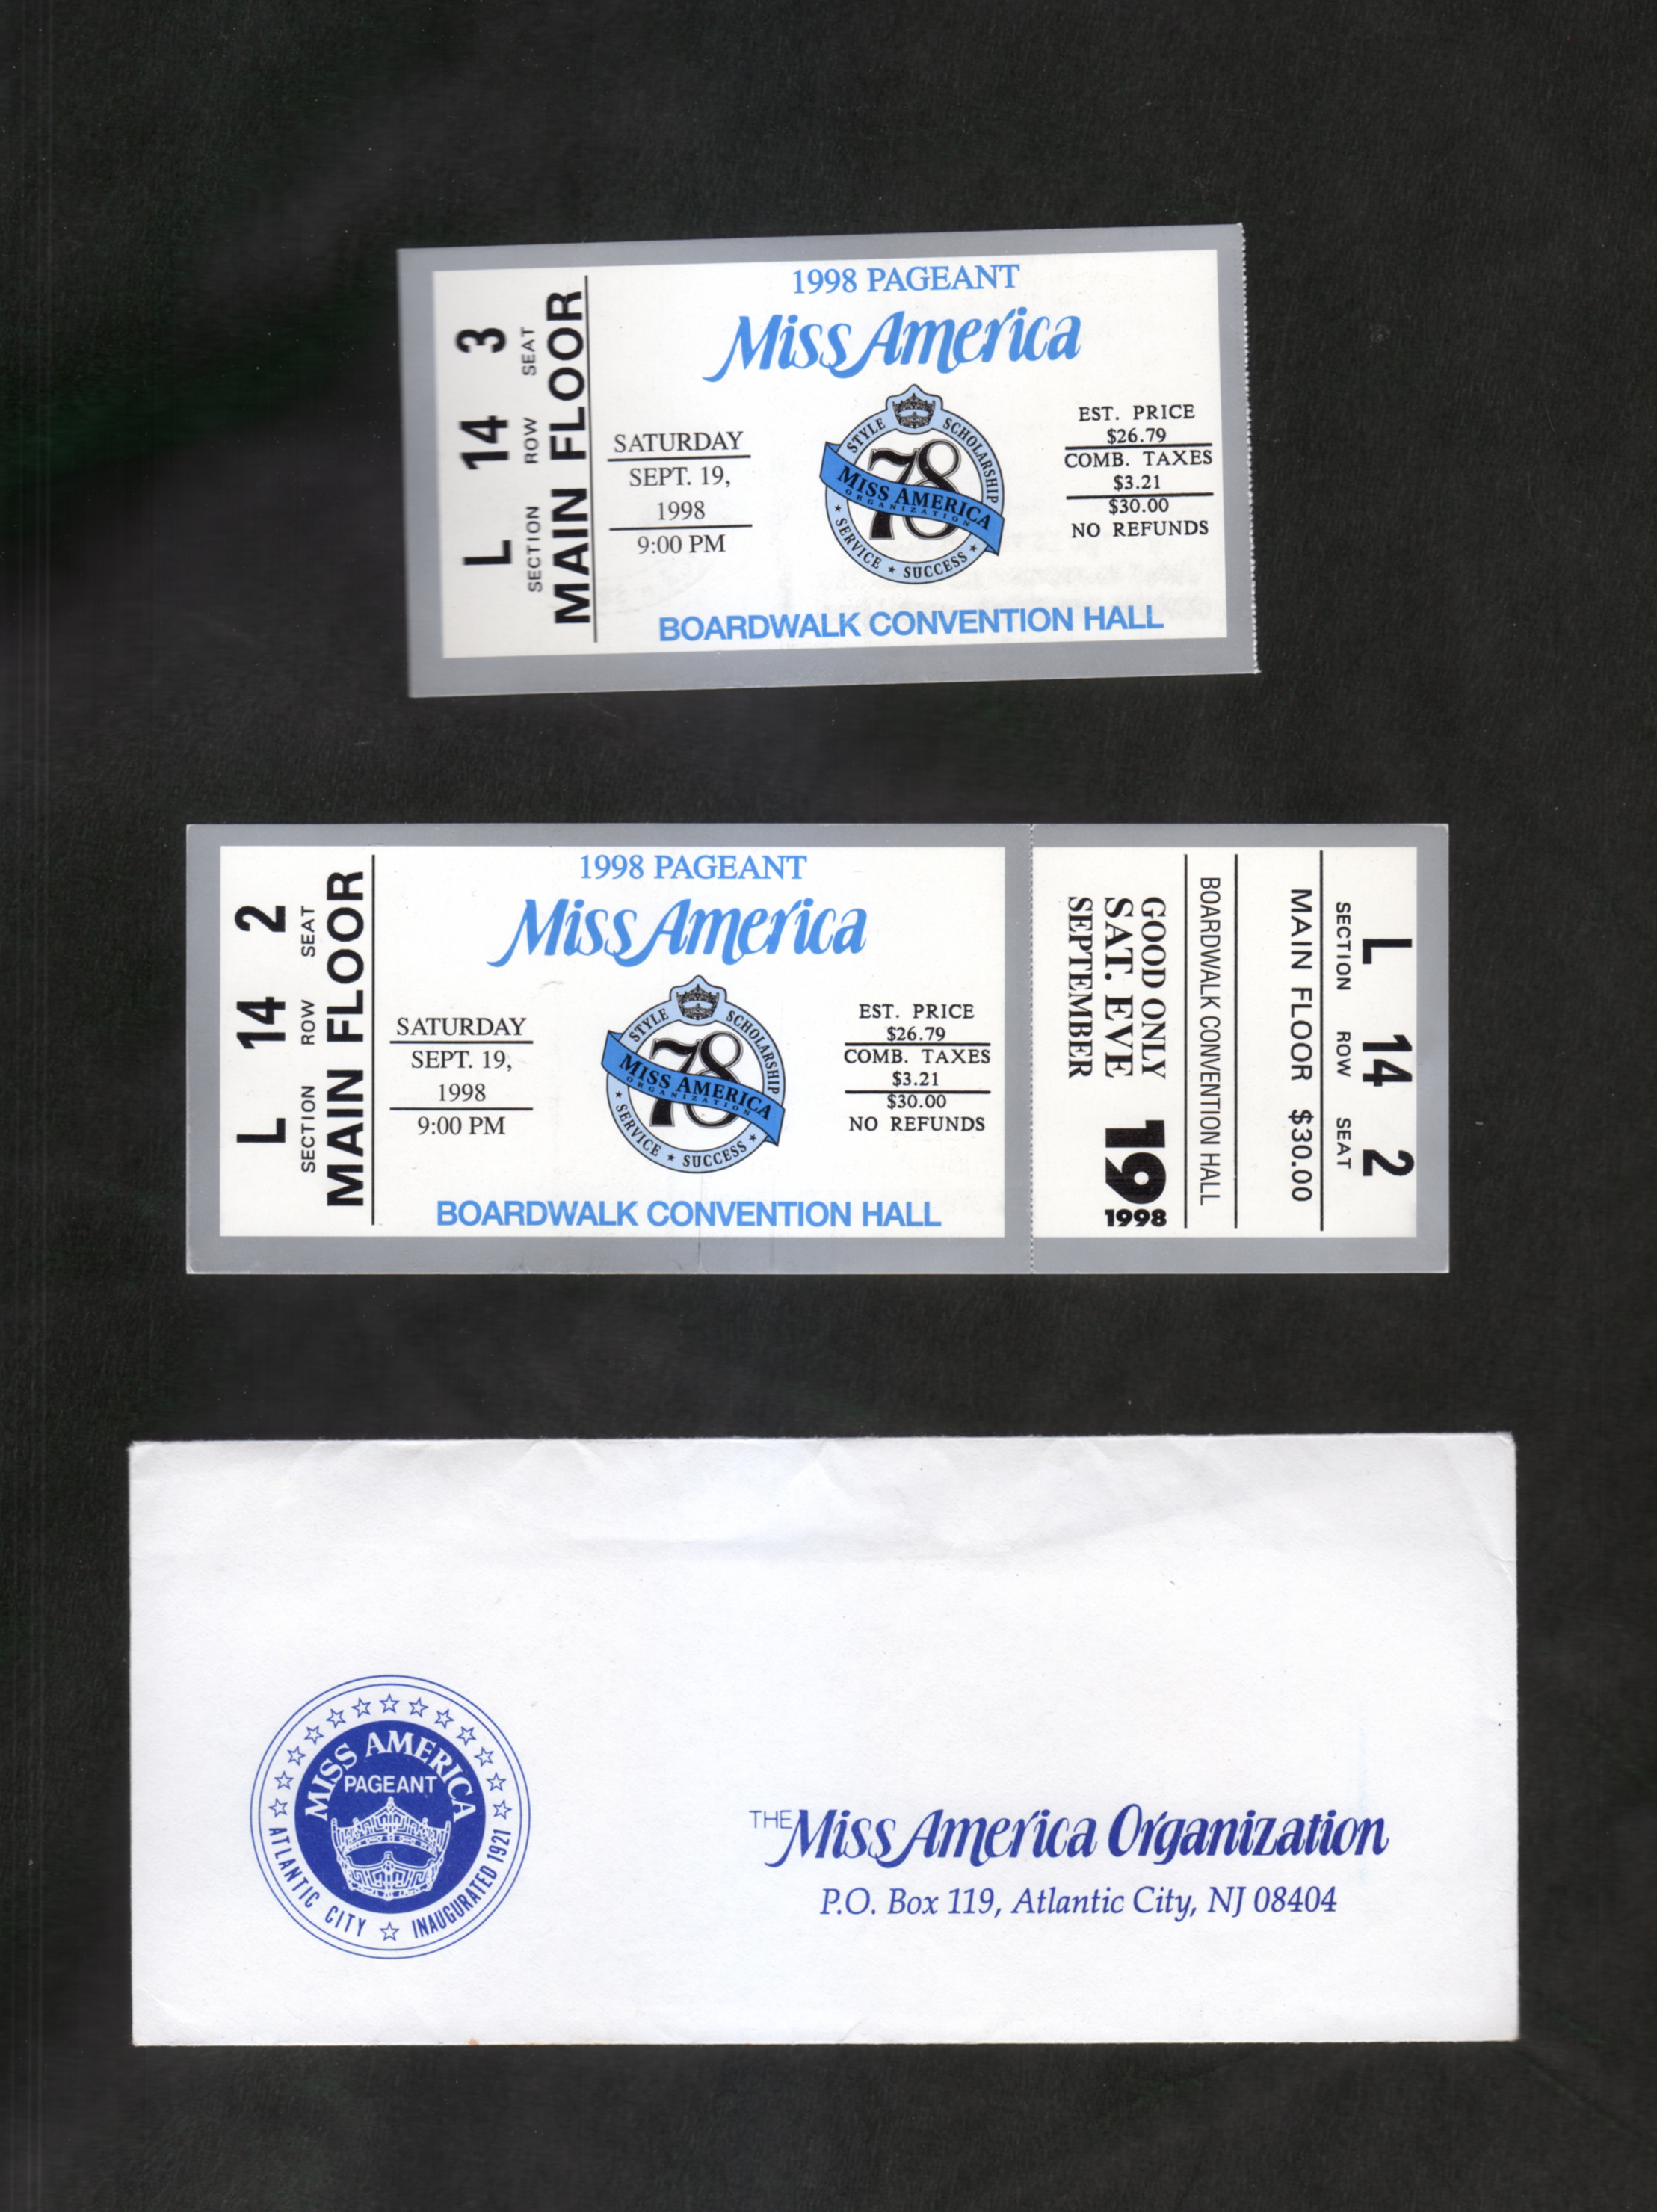 L 14 3
SECTION ROW SEAT
MAIN FLOOR
1998 PAGEANT
Miss America
SATURDAY
SEPT. 19,
1998
9:00 PM
STYLE SCHOLARSHIP
78
MISS AMERICA
ORGANIZATION
★ SERVICE ★ SUCCESS ★
EST. PRICE
$26.79
COMB. TAXES
$3.21
$30.00
NO REFUNDS
BOARDWALK CONVENTION HALL
L 14 2
SECTION ROW SEAT
MAIN FLOOR
1998 PAGEANT
Miss America
SATURDAY
SEPT. 19,
1998
9:00 PM
STYLE SCHOLARSHIP
78
MISS AMERICA
ORGANIZATION
★ SERVICE ★ SUCCESS ★
EST. PRICE
$26.79
COMB. TAXES
$3.21
$30.00
NO REFUNDS
BOARDWALK CONVENTION HALL
L 14 2
SECTION ROW SEAT
MAIN FLOOR $30.00
BOARDWALK CONVENTION HALL
GOOD ONLY
SAT. EVE
SEPTEMBER
19
1998
MISS AMERICA
PAGEANT
ATLANTIC CITY ☆ INAUGURATED 1921
THE Miss America Organization
P.O. Box 119, Atlantic City, NJ 08404